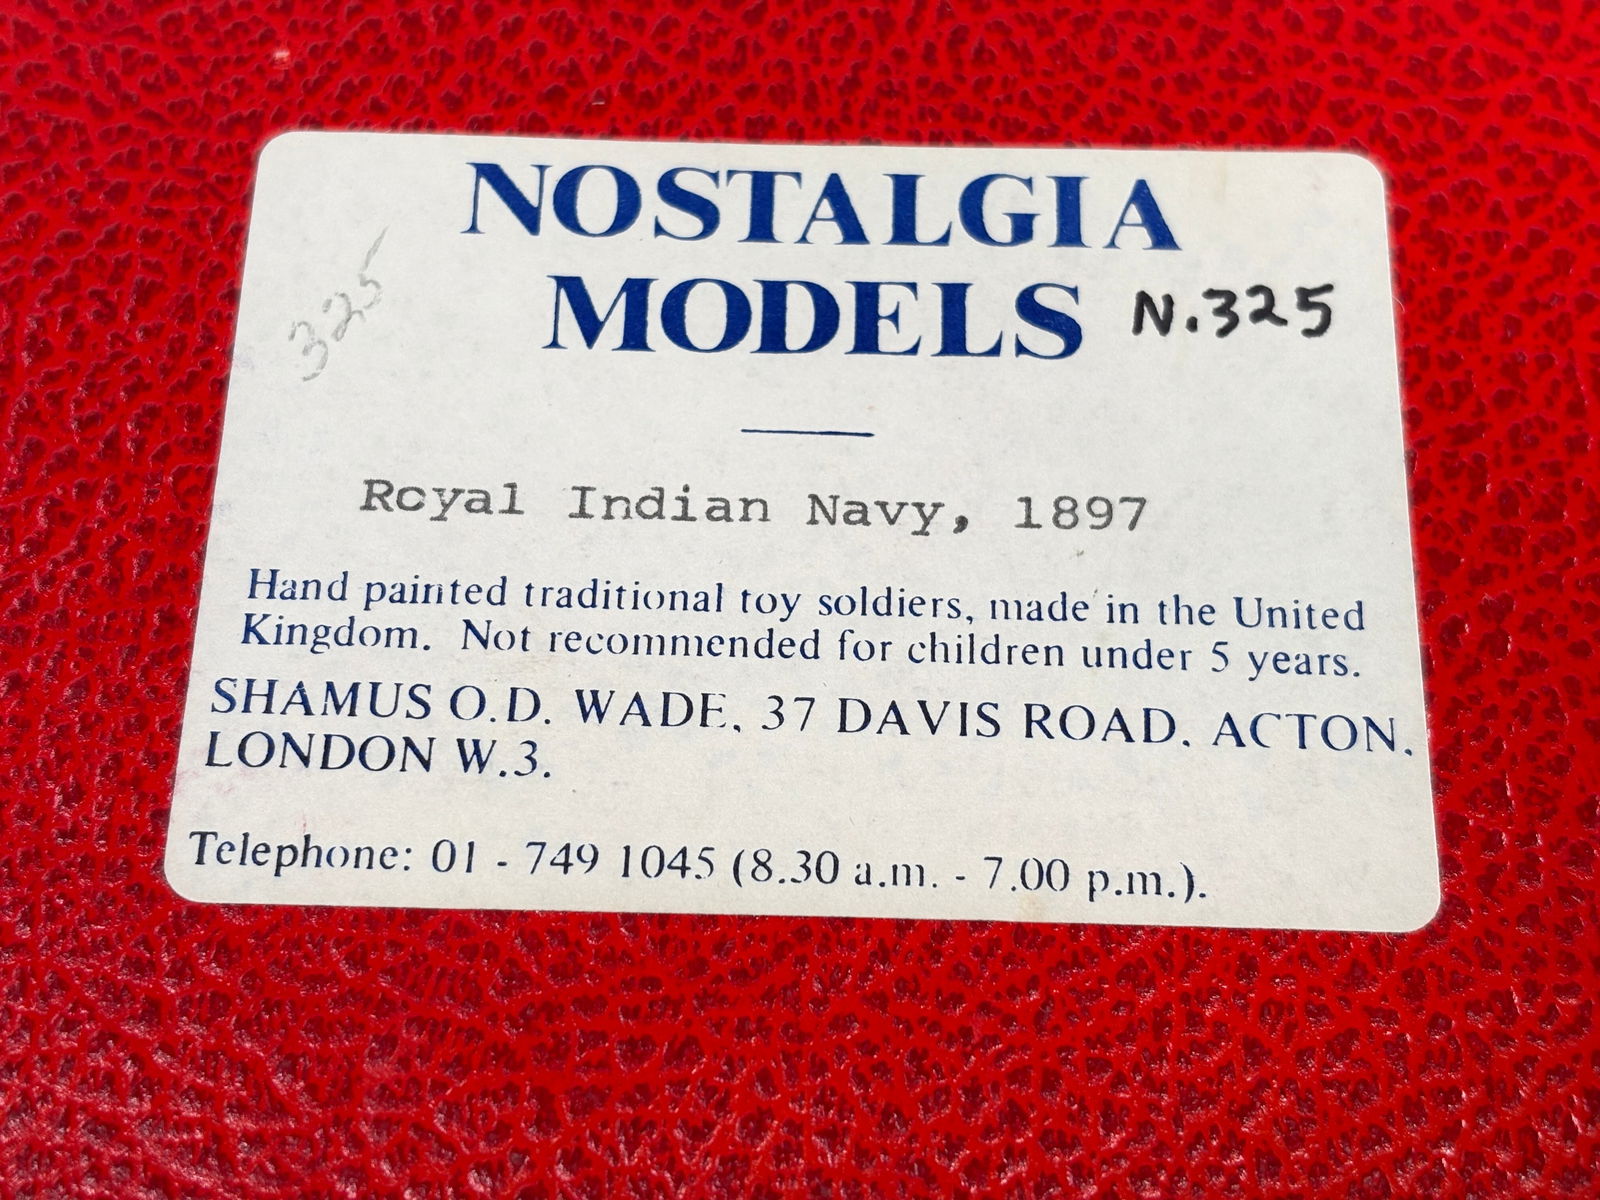 NOSTALGIA
MODELS N.325
325
Royal Indian Navy, 1897
Hand painted traditional toy soldiers, made in the United
Kingdom. Not recommended for children under 5 years.
SHAMUS O.D. WADE, 37 DAVIS ROAD, ACTON,
LONDON W.3.
Telephone: 01 - 749 1045 (8.30 a.m. - 7.00 p.m.).